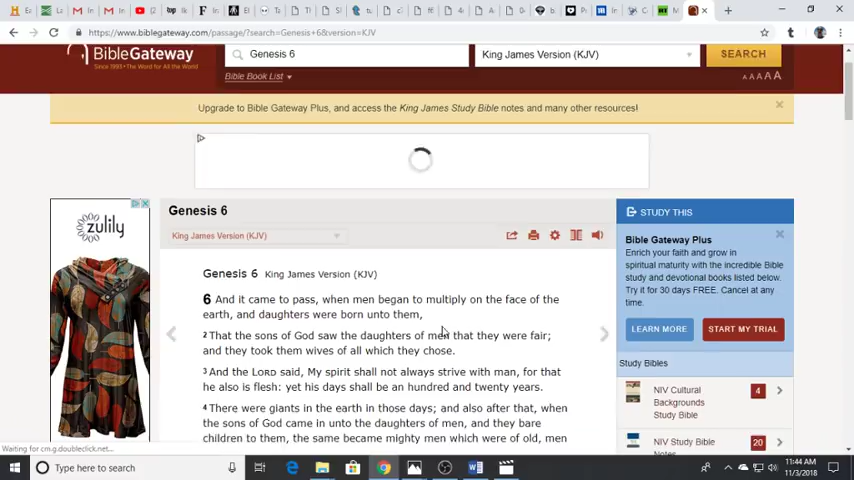 https://www.biblegateway.com/passage/?search=Genesis+6&version=KJV
BibleGateway
Since 1993 - The Word for All the World
Genesis 6
King James Version (KJV)
SEARCH
Bible Book List
A A A A A
Upgrade to Bible Gateway Plus, and access the King James Study Bible notes and many other resources!
zulily
Genesis 6
King James Version (KJV)
Genesis 6 King James Version (KJV)
6 And it came to pass, when men began to multiply on the face of the
earth, and daughters were born unto them,
2 That the sons of God saw the daughters of men that they were fair;
and they took them wives of all which they chose.
3 And the LORD said, My spirit shall not always strive with man, for that
he also is flesh: yet his days shall be an hundred and twenty years.
4 There were giants in the earth in those days; and also after that, when
the sons of God came in unto the daughters of men, and they bare
children to them, the same became mighty men which were of old, men
STUDY THIS
Bible Gateway Plus
Enrich your faith and grow in
spiritual maturity with the incredible Bible
study and devotional books listed below.
Try it for 30 days FREE. Cancel at any
time.
LEARN MORE
START MY TRIAL
Study Bibles
NIV Cultural
Backgrounds
Study Bible
4
NIV Study Bible
Notes
20
Waiting for cm.g.doubleclick.net...
Type here to search
11:44 AM
11/3/2018